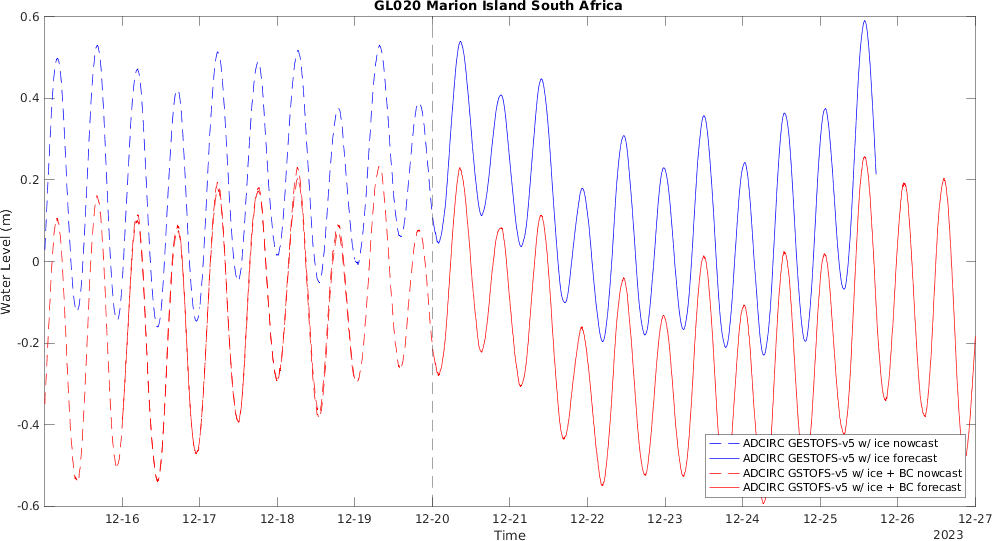 GL020 Marion Island South Africa
0.6
0.4
0.2
0
-0.2
-0.4
-0.6
Water Level (m)
ADCIRC GESTOFS-v5 w/ ice nowcast
ADCIRC GESTOFS-v5 w/ ice forecast
ADCIRC GSTOFS-v5 w/ ice + BC nowcast
ADCIRC GSTOFS-v5 w/ ice + BC forecast
12-16 12-17 12-18 12-19 12-20 12-21 12-22 12-23 12-24 12-25 12-26 12-27
Time
2023